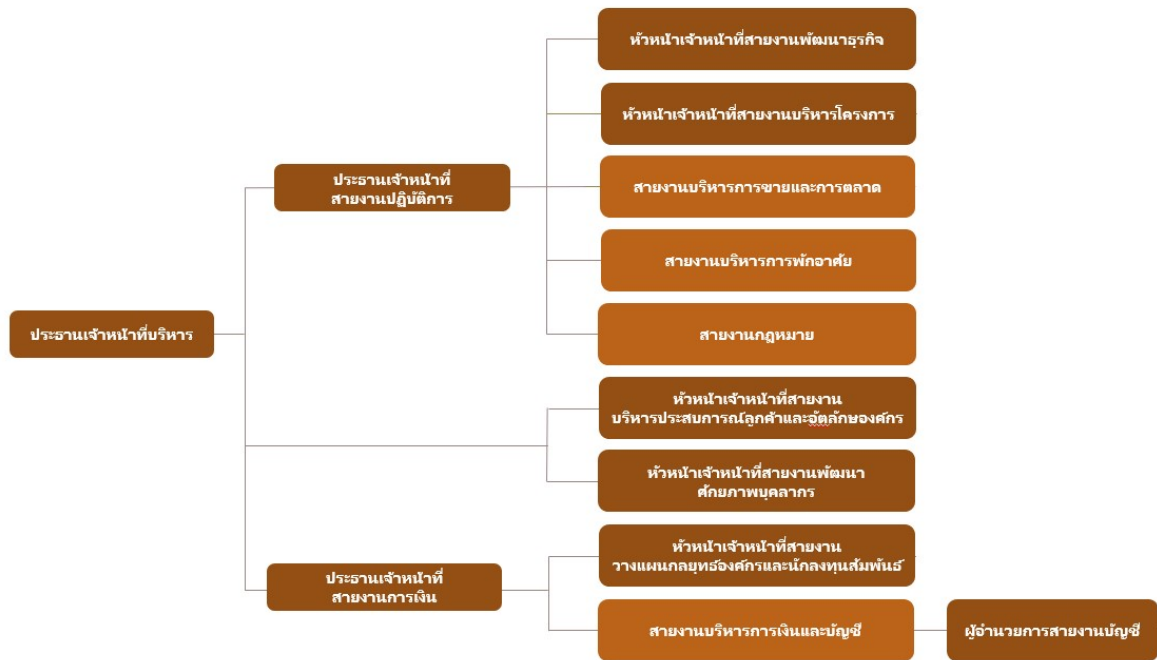 หัวหน้าเจ้าหน้าที่สายงานพัฒนาธุรกิจ
หัวหน้าเจ้าหน้าที่สายงานบริหารโครงการ
ประธานเจ้าหน้าที่
สายงานปฏิบัติการ
สายงานบริหารการขายและการตลาด
สายงานบริหารการพักอาศัย
สายงานกฎหมาย
ประธานเจ้าหน้าที่บริหาร
หัวหน้าเจ้าหน้าที่สายงาน
บริหารประสบการณ์ลูกค้าและอัตลักษองค์กร
หัวหน้าเจ้าหน้าที่สายงานพัฒนา
ศักยภาพบุคลากร
ประธานเจ้าหน้าที่
สายงานการเงิน
หัวหน้าเจ้าหน้าที่สายงาน
วางแผนกลยุทธ์องค์กรและนักลงทุนสัมพันธ์
สายงานบริหารการเงินและบัญชี
ผู้อำนวยการสายงานบัญชี